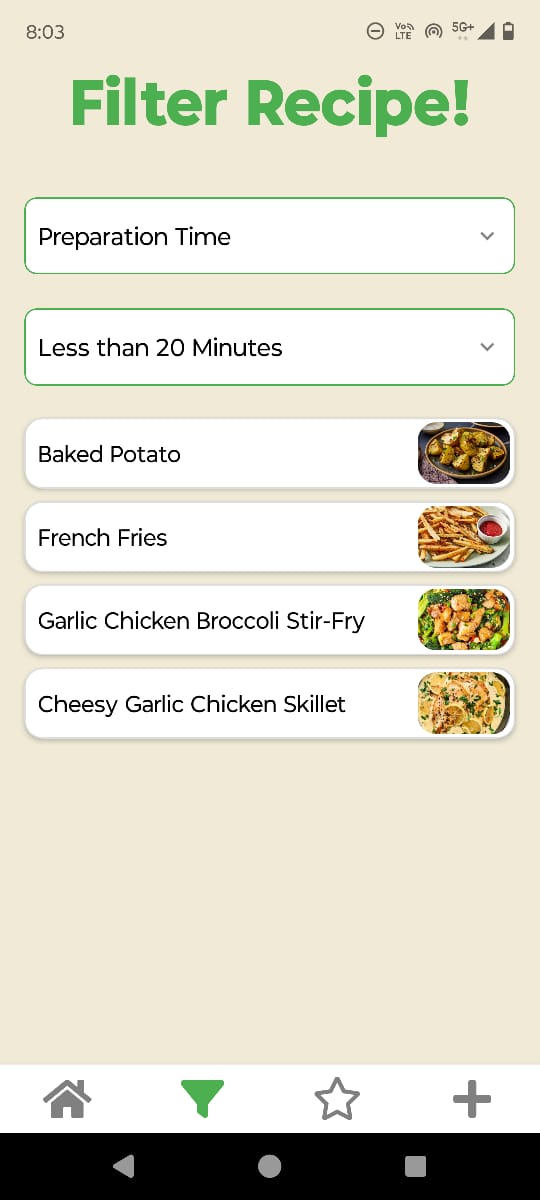 8:03
Vo LTE
5G+
Filter Recipe!
Preparation Time
Less than 20 Minutes
Baked Potato
French Fries
Garlic Chicken Broccoli Stir-Fry
Cheesy Garlic Chicken Skillet